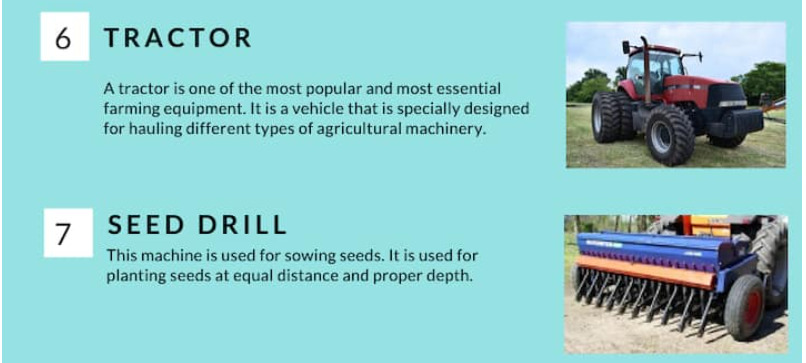 6 TRACTOR
A tractor is one of the most popular and most essential
farming equipment. It is a vehicle that is specially designed
for hauling different types of agricultural machinery.
7 SEED DRILL
This machine is used for sowing seeds. It is used for
planting seeds at equal distance and proper depth.